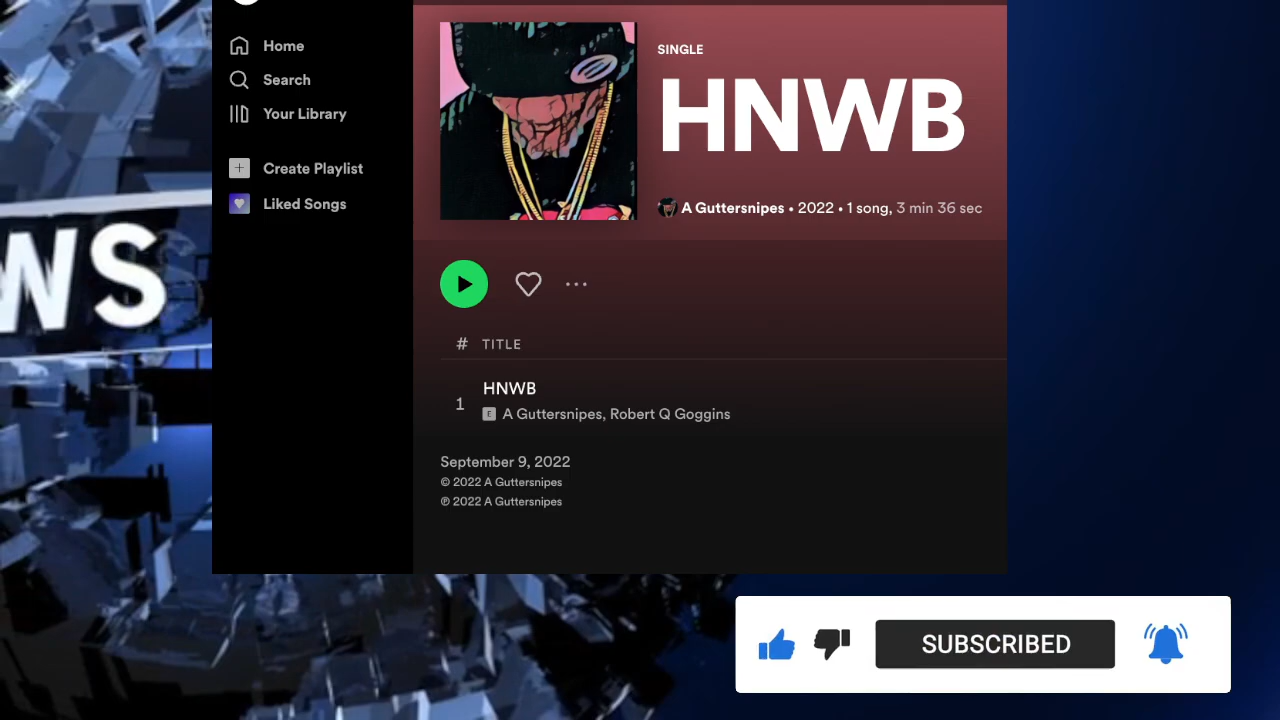 WS
Home
Search
Your Library
Create Playlist
Liked Songs
SINGLE
HNWB
A Guttersnipes • 2022 • 1 song, 3 min 36 sec
# TITLE
HNWB
1
E A Guttersnipes, Robert Q Goggins
September 9, 2022
© 2022 A Guttersnipes
℗ 2022 A Guttersnipes
SUBSCRIBED